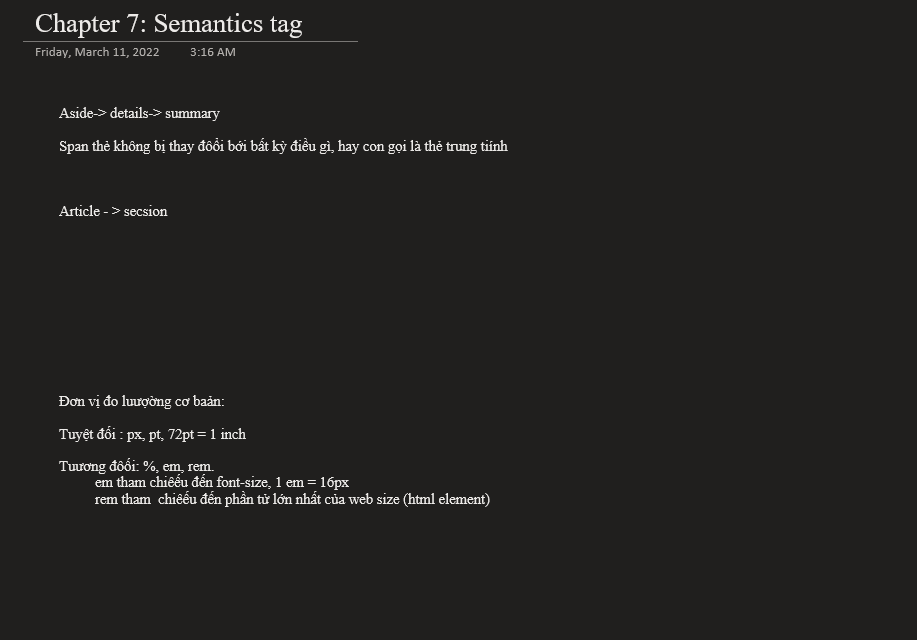 Chapter 7: Semantics tag
Friday, March 11, 2022 3:16 AM
Aside-> details-> summary
Span thẻ không bị thay đôổi bới bất kỳ điều gì, hay con gọi là thẻ trung tiính
Article - > secsion
Đơn vị đo luượờng cơ baản:
Tuyệt đối : px, pt, 72pt = 1 inch
Tuương đôối: %, em, rem.
em tham chiêếu đến font-size, 1 em = 16px
rem tham chiêếu đến phần tử lớn nhất của web size (html element)